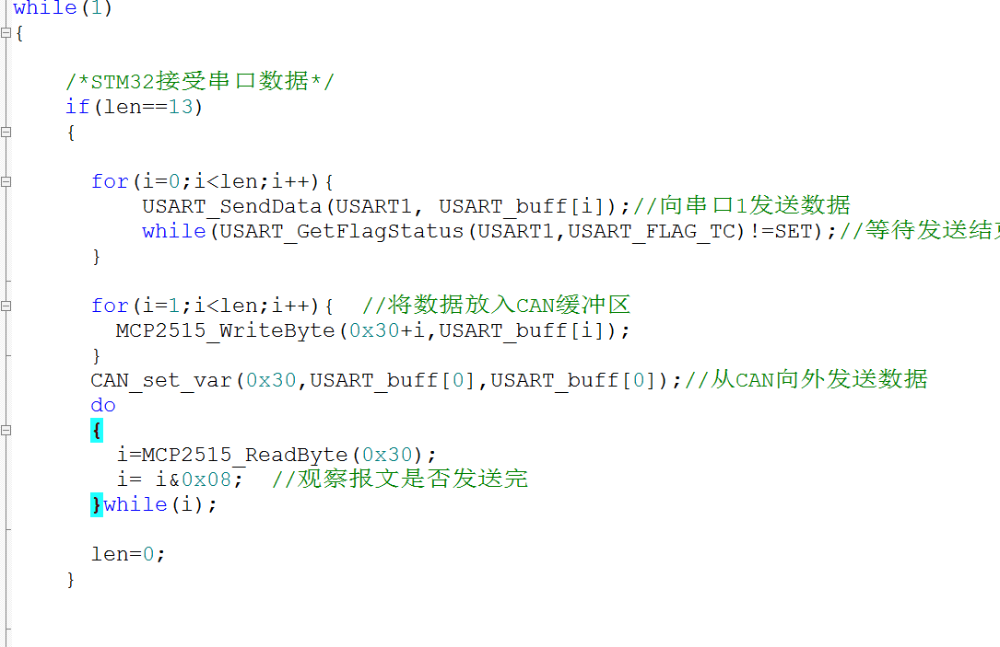 while(1)
{
/*STM32接受串口数据*/
if(len==13)
{
for(i=0;i<len;i++){
USART_SendData(USART1, USART_buff[i]);//向串口1发送数据
while(USART_GetFlagStatus(USART1,USART_FLAG_TC)!=SET);//等待发送结
}
for(i=1;i<len;i++){  //将数据放入CAN缓冲区
MCP2515_WriteByte(0x30+i,USART_buff[i]);
}
CAN_set_var(0x30,USART_buff[0],USART_buff[0]);//从CAN向外发送数据
do
{
i=MCP2515_ReadByte(0x30);
i= i&0x08;  //观察报文是否发送完
}while(i);
len=0;
}